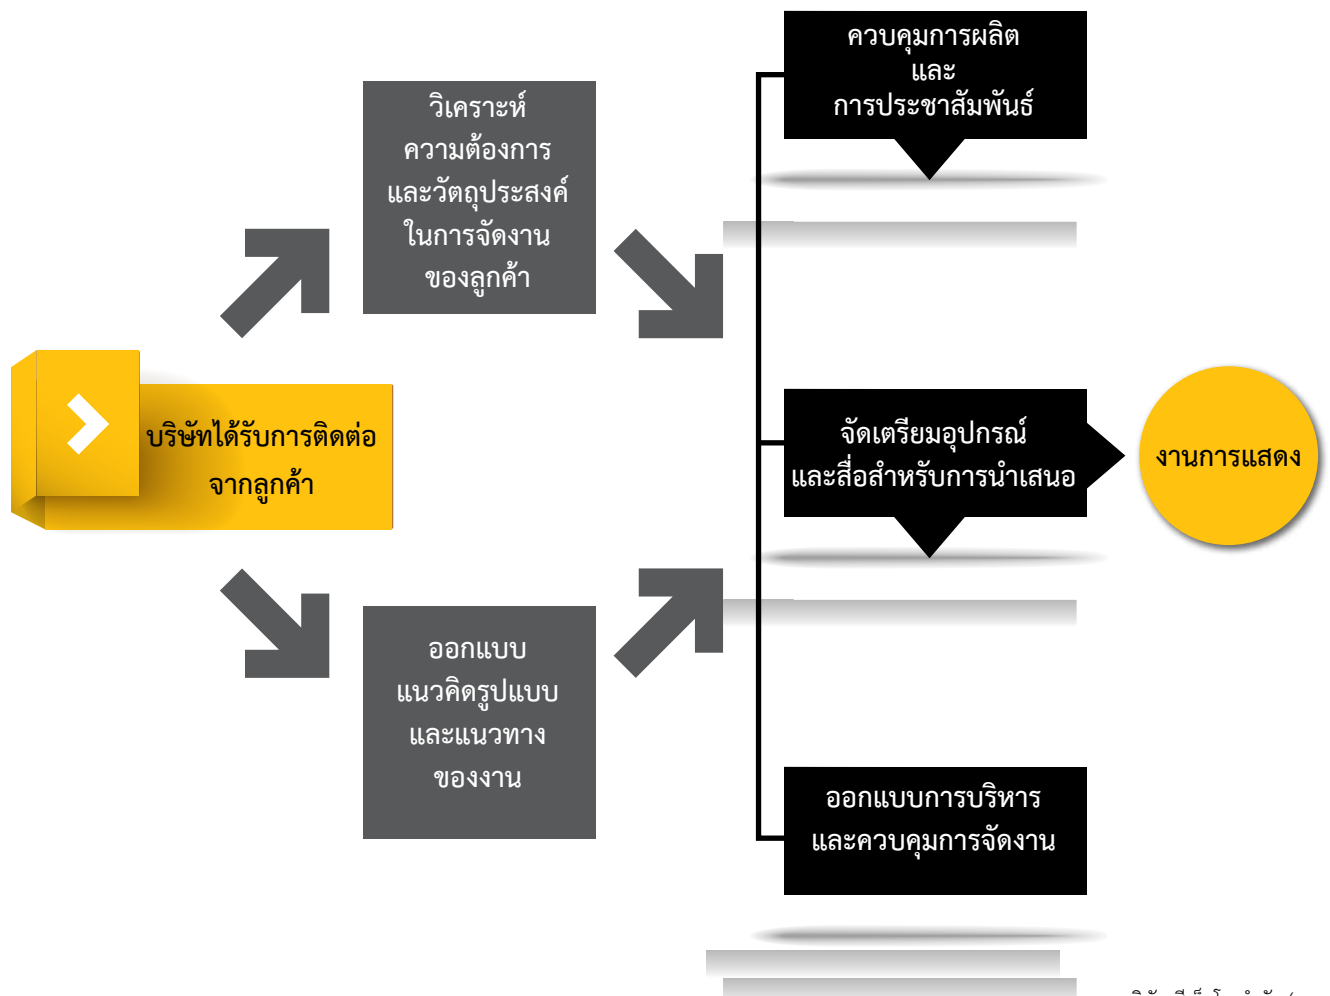 บริษัทได้รับการติดต่อ
จากลูกค้า
วิเคราะห์
ความต้องการ
และวัตถุประสงค์
ในการจัดงาน
ของลูกค้า
ออกแบบ
แนวคิดรูปแบบ
และแนวทาง
ของงาน
ควบคุมการผลิต
และ
การประชาสัมพันธ์
จัดเตรียมอุปกรณ์
และสื่อสำหรับการนำเสนอ
ออกแบบการบริหาร
และควบคุมการจัดงาน
งานการแสดง